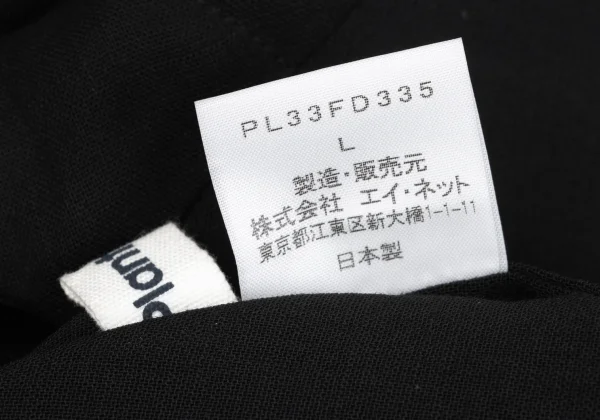 PL33FD335
L
製造・販売元
株式会社 エイ・ネット
東京都江東区新大橋1-1-11
日本製
plant